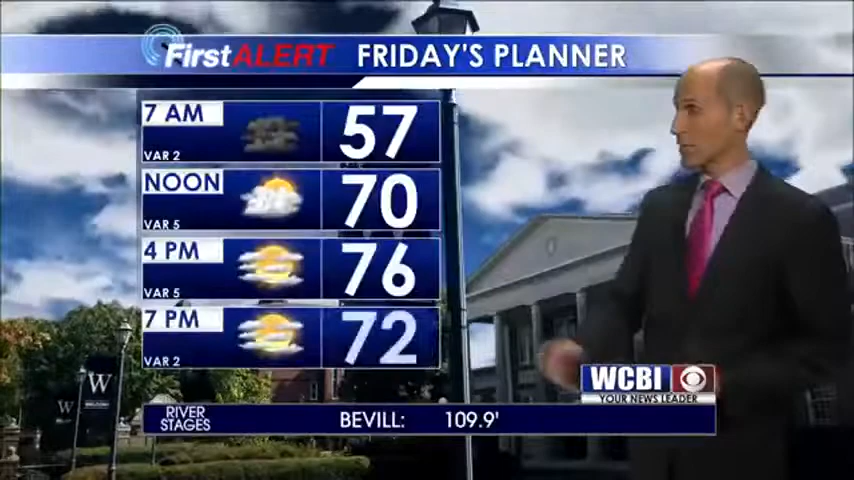 FirstALERT FRIDAY'S PLANNER
7 AM
57
VAR 2
NOON
70
VAR 5
4 PM
76
VAR 5
7 PM
72
VAR 2
W
W
WCBI
YOUR NEWS LEADER
RIVER
STAGES
BEVILL: 109.9'